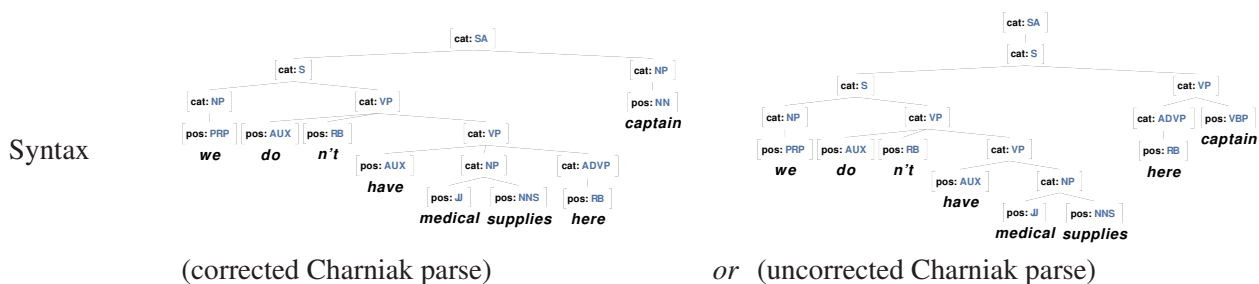 cat: SA
cat: SA
cat: S
cat: S
cat: NP
cat: S
cat: VP
cat: NP
cat: VP
pos: NN
captain
cat: NP
cat: VP
cat: ADVP
pos: VBP
captain
pos: PRP
we
pos: AUX
do
pos: RB
n't
cat: VP
pos: PRP
we
pos: AUX
do
pos: RB
n't
cat: VP
pos: RB
here
Syntax
pos: AUX
have
cat: NP
cat: ADVP
pos: AUX
have
cat: NP
pos: JJ
medical
pos: NNS
supplies
pos: RB
here
pos: JJ
medical
pos: NNS
supplies
(corrected Charniak parse)
or (uncorrected Charniak parse)